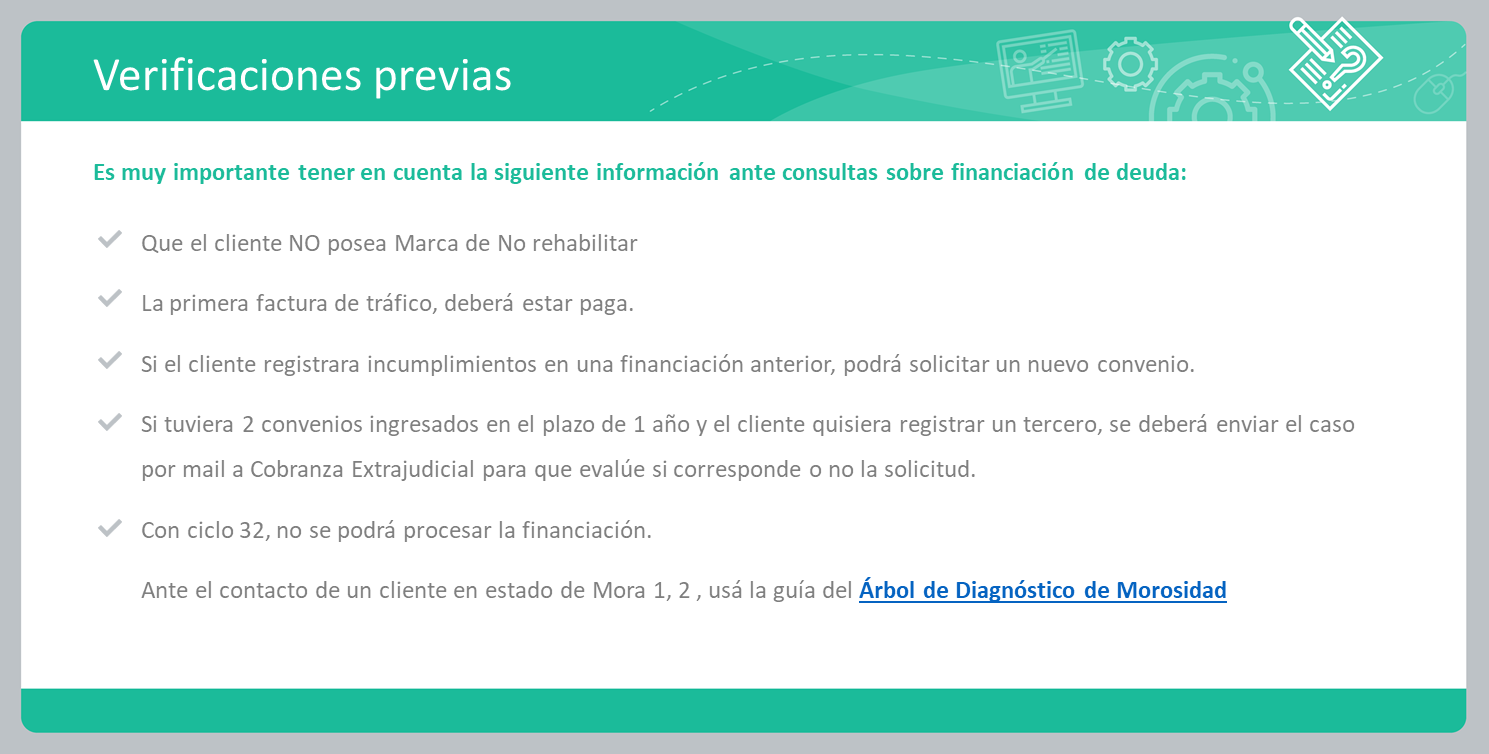 Verificaciones previas
Es muy importante tener en cuenta la siguiente información ante consultas sobre financiación de deuda:
Que el cliente NO posea Marca de No rehabilitar
La primera factura de tráfico, deberá estar paga.
Si el cliente registrara incumplimientos en una financiación anterior, podrá solicitar un nuevo convenio.
Si tuviera 2 convenios ingresados en el plazo de 1 año y el cliente quisiera registrar un tercero, se deberá enviar el caso
por mail a Cobranza Extrajudicial para que evalúe si corresponde o no la solicitud.
Con ciclo 32, no se podrá procesar la financiación.
Ante el contacto de un cliente en estado de Mora 1, 2 , usá la guía del Árbol de Diagnóstico de Morosidad